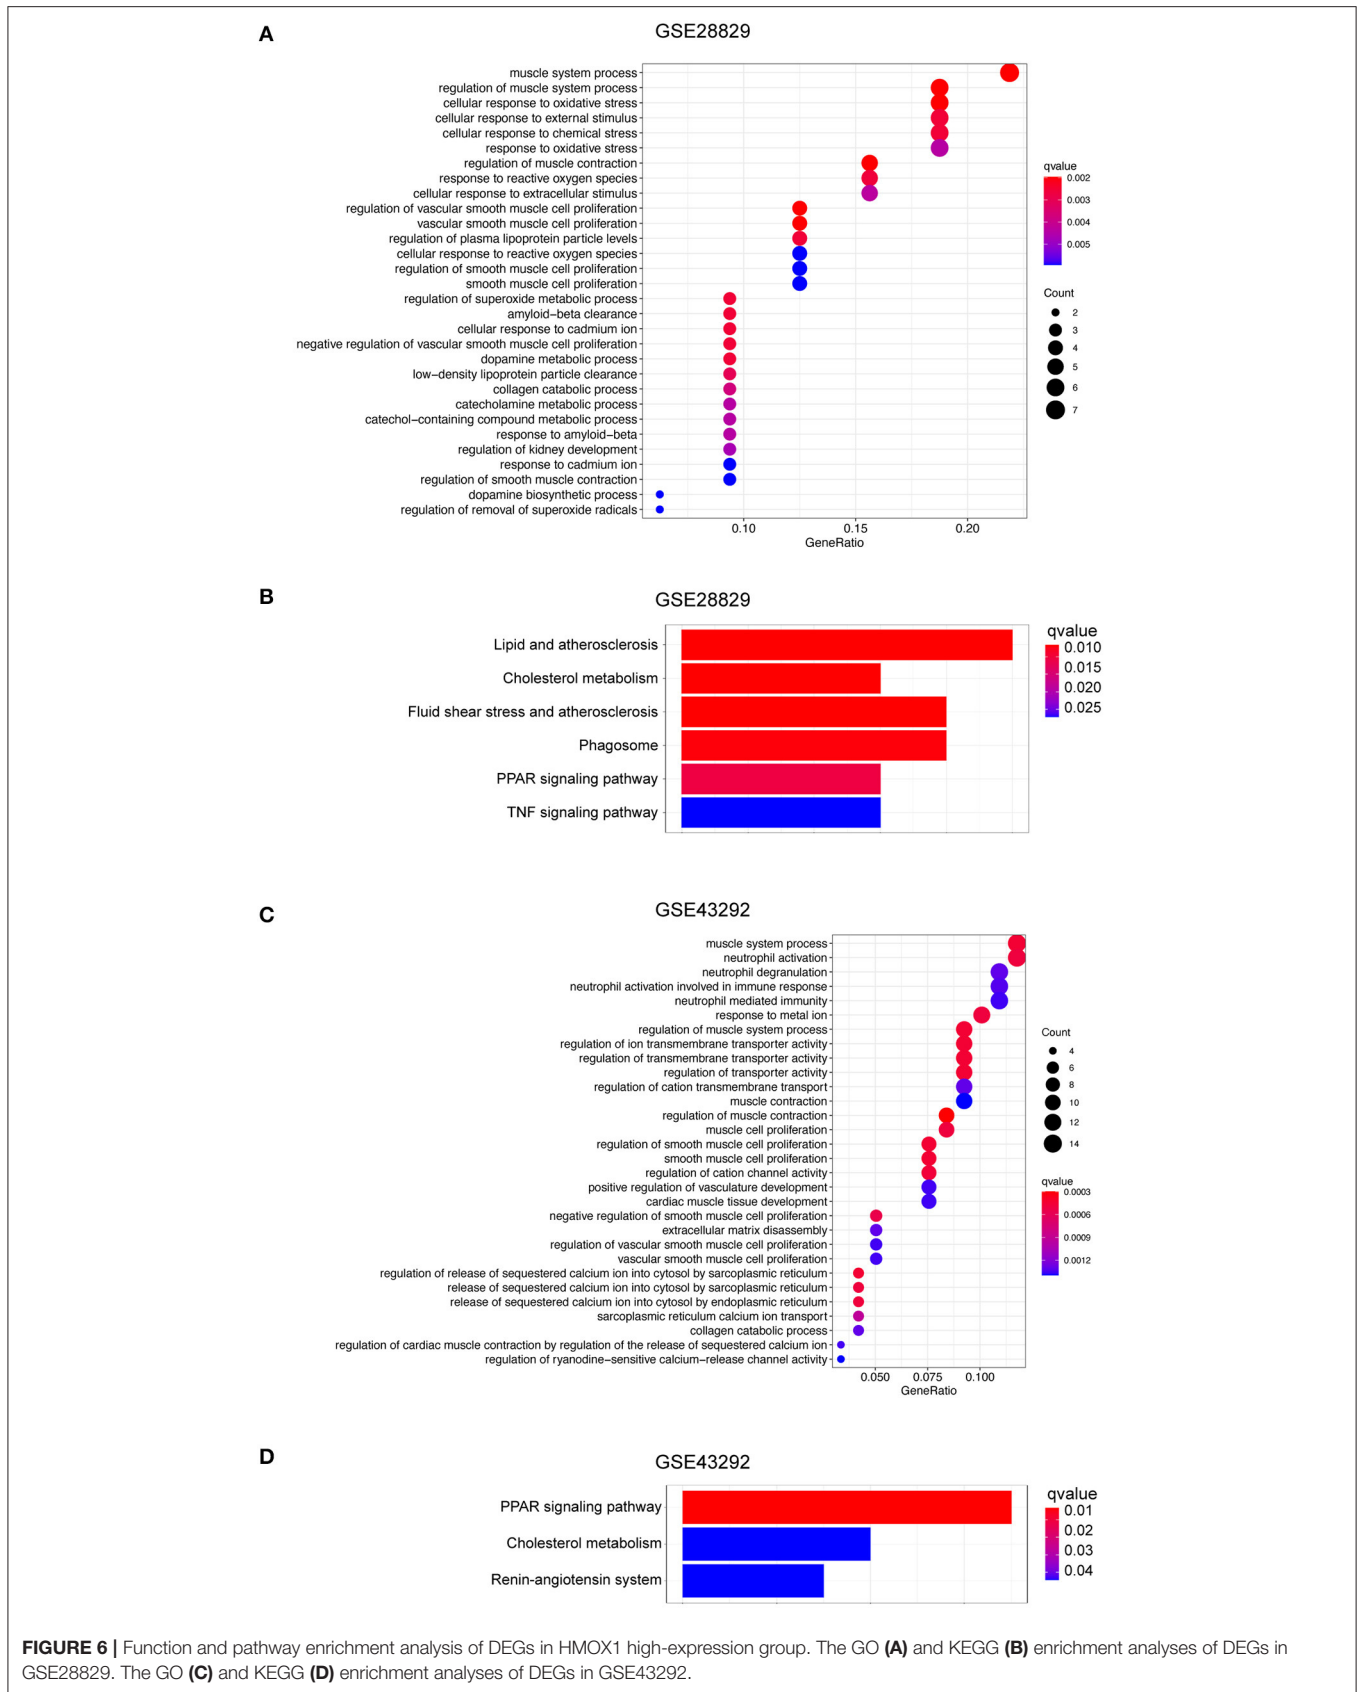 A
GSE28829
muscle system process
regulation of muscle system process
cellular response to oxidative stress
cellular response to external stimulus
cellular response to chemical stress
response to oxidative stress
regulation of muscle contraction
response to reactive oxygen species
cellular response to extracellular stimulus
regulation of vascular smooth muscle cell proliferation
vascular smooth muscle cell proliferation
regulation of plasma lipoprotein particle levels
cellular response to reactive oxygen species
regulation of smooth muscle cell proliferation
smooth muscle cell proliferation
regulation of superoxide metabolic process
amyloid−beta clearance
cellular response to cadmium ion
negative regulation of vascular smooth muscle cell proliferation
dopamine metabolic process
low−density lipoprotein particle clearance
collagen catabolic process
catecholamine metabolic process
catechol−containing compound metabolic process
response to amyloid−beta
regulation of kidney development
response to cadmium ion
regulation of smooth muscle contraction
dopamine biosynthetic process
regulation of removal of superoxide radicals
0.10 0.15 0.20
GeneRatio
qvalue
0.002
0.003
0.004
0.005
Count
2
3
4
5
6
7
B
GSE28829
Lipid and atherosclerosis
Cholesterol metabolism
Fluid shear stress and atherosclerosis
Phagosome
PPAR signaling pathway
TNF signaling pathway
qvalue
0.010
0.015
0.020
0.025
C
GSE43292
muscle system process
neutrophil activation
neutrophil degranulation
neutrophil activation involved in immune response
neutrophil mediated immunity
response to metal ion
regulation of muscle system process
regulation of ion transmembrane transporter activity
regulation of transmembrane transporter activity
regulation of transporter activity
regulation of cation transmembrane transport
muscle contraction
regulation of muscle contraction
muscle cell proliferation
regulation of smooth muscle cell proliferation
smooth muscle cell proliferation
regulation of cation channel activity
positive regulation of vasculature development
cardiac muscle tissue development
negative regulation of smooth muscle cell proliferation
extracellular matrix disassembly
regulation of vascular smooth muscle cell proliferation
vascular smooth muscle cell proliferation
regulation of release of sequestered calcium ion into cytosol by sarcoplasmic reticulum
release of sequestered calcium ion into cytosol by sarcoplasmic reticulum
release of sequestered calcium ion into cytosol by endoplasmic reticulum
sarcoplasmic reticulum calcium ion transport
collagen catabolic process
regulation of cardiac muscle contraction by regulation of the release of sequestered calcium ion
regulation of ryanodine−sensitive calcium−release channel activity
0.050 0.075 0.100
GeneRatio
Count
4
6
8
10
12
14
qvalue
0.0003
0.0006
0.0009
0.0012
D
GSE43292
PPAR signaling pathway
Cholesterol metabolism
Renin-angiotensin system
qvalue
0.01
0.02
0.03
0.04
FIGURE 6 | Function and pathway enrichment analysis of DEGs in HMOX1 high-expression group. The GO (A) and KEGG (B) enrichment analyses of DEGs in
GSE28829. The GO (C) and KEGG (D) enrichment analyses of DEGs in GSE43292.